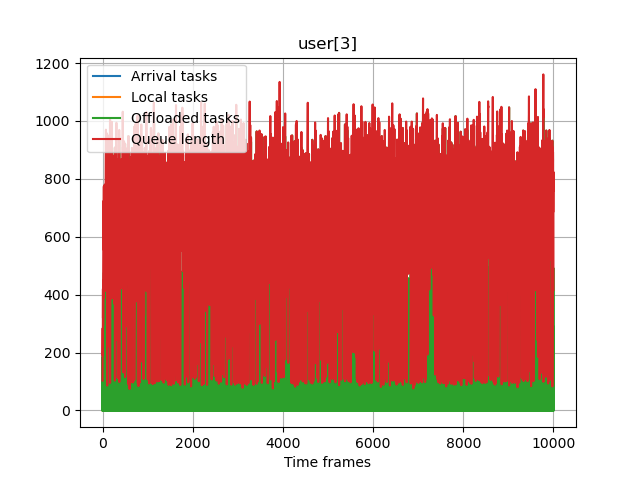 user[3]
Arrival tasks
Local tasks
Offloaded tasks
Queue length
1200
1000
800
600
400
200
0
0 2000 4000 6000 8000 10000
Time frames